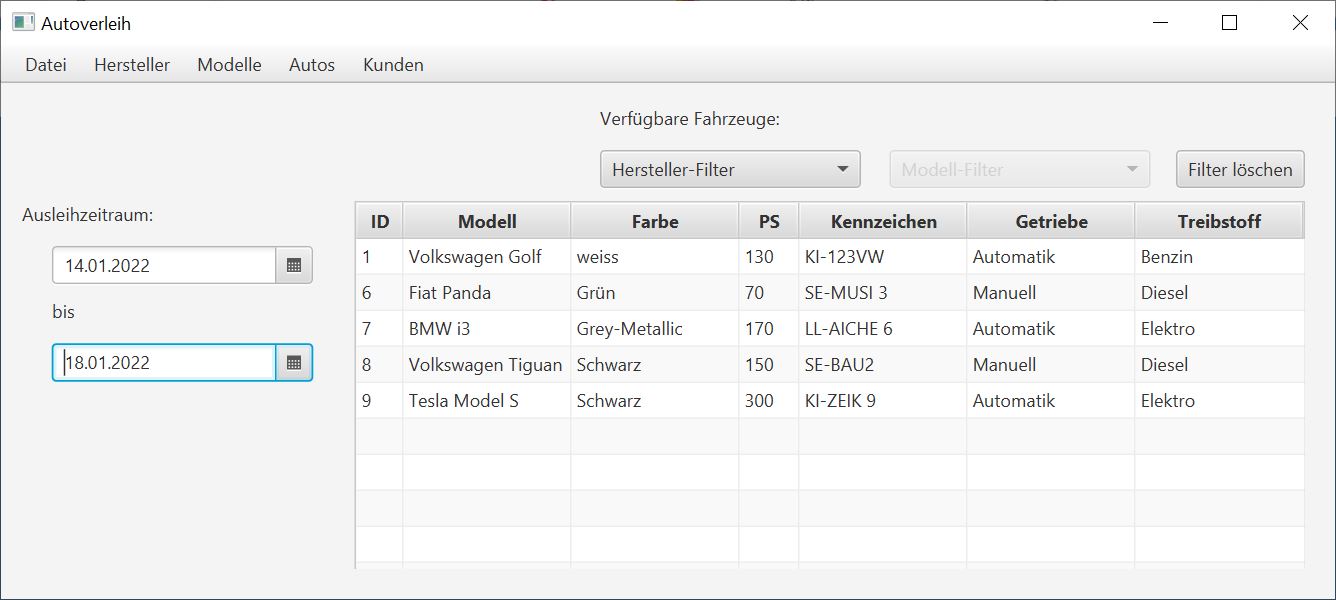 Autoverleih
Datei Hersteller Modelle Autos Kunden
Verfügbare Fahrzeuge:
Hersteller-Filter Modell-Filter Filter löschen
Ausleihzeitraum:
14.01.2022
bis
18.01.2022
ID Modell Farbe PS Kennzeichen Getriebe Treibstoff
1 Volkswagen Golf weiss 130 KI-123VW Automatik Benzin
6 Fiat Panda Grün 70 SE-MUSI 3 Manuell Diesel
7 BMW i3 Grey-Metallic 170 LL-AICHE 6 Automatik Elektro
8 Volkswagen Tiguan Schwarz 150 SE-BAU2 Manuell Diesel
9 Tesla Model S Schwarz 300 KI-ZEIK 9 Automatik Elektro